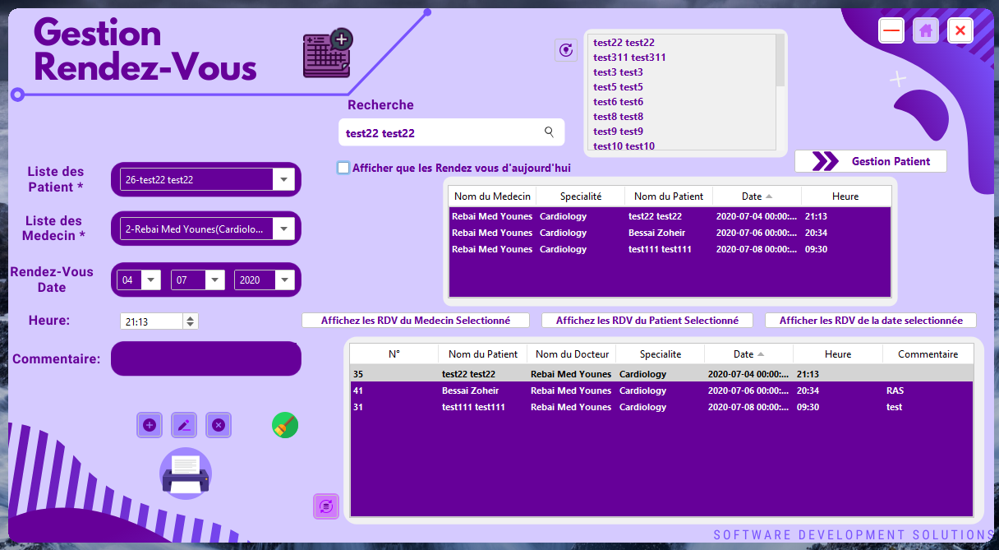 Gestion
Rendez-Vous
test22 test22
test311 test311
test3 test3
test5 test5
test6 test6
test8 test8
test9 test9
test10 test10
Recherche
test22 test22
Afficher que les Rendez vous d'aujourd'hui
Gestion Patient
Liste des
Patient *
26-test22 test22
Liste des
Medecin *
2-Rebai Med Younes(Cardiolo...
Rendez-Vous
Date
04 07 2020
Heure:
21:13
Commentaire:
Nom du Medecin Specialité Nom du Patient Date Heure
Rebai Med Younes Cardiology test22 test22 2020-07-04 00:00:... 21:13
Rebai Med Younes Cardiology Bessai Zoheir 2020-07-06 00:00:... 20:34
Rebai Med Younes Cardiology test111 test111 2020-07-08 00:00:... 09:30
Affichez les RDV du Medecin Selectionné
Affichez les RDV du Patient Selectionné
Afficher les RDV de la date selectionnée
N° Nom du Patient Nom du Docteur Specialite Date Heure Commentaire
35 test22 test22 Rebai Med Younes Cardiology 2020-07-04 00:00:... 21:13
41 Bessai Zoheir Rebai Med Younes Cardiology 2020-07-06 00:00:... 20:34 RAS
31 test111 test111 Rebai Med Younes Cardiology 2020-07-08 00:00:... 09:30 test
SOFTWARE DEVELOPMENT SOLUTIONS